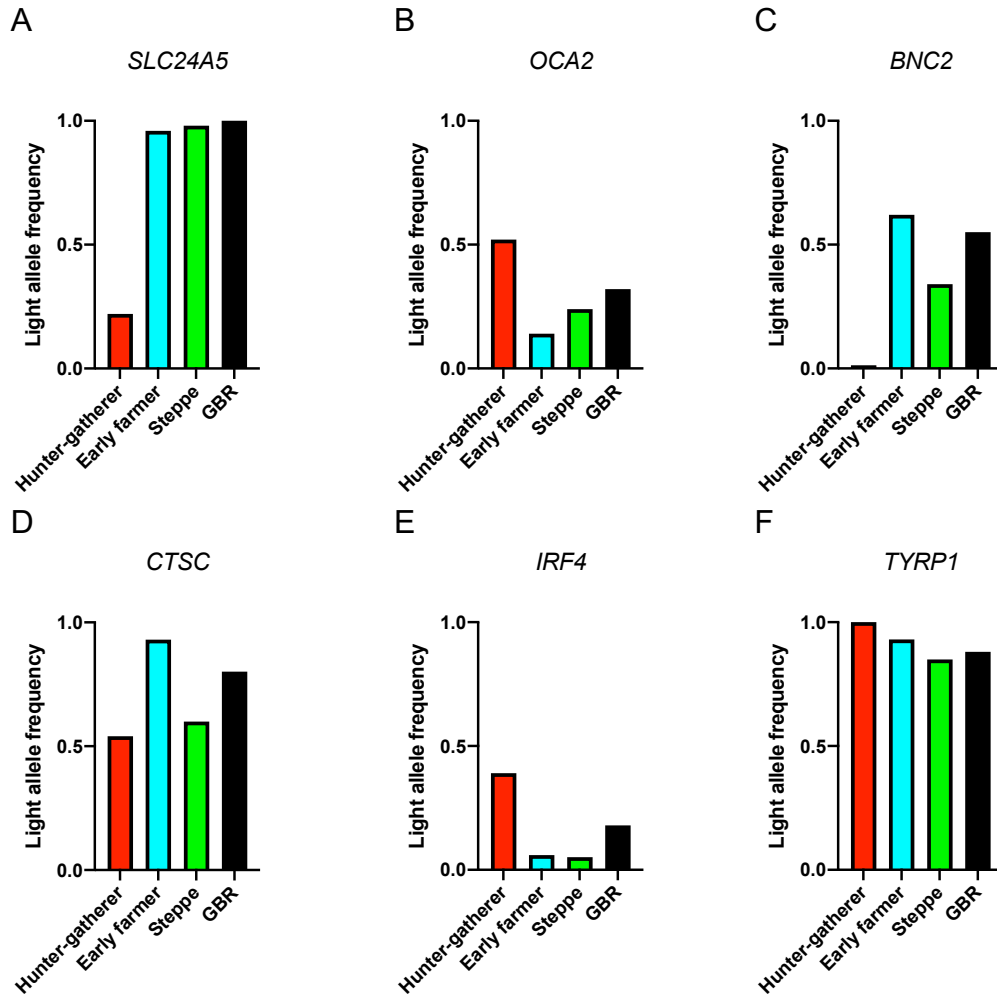 A
SLC24A5
Light allele frequency
1.0
0.5
0.0
Hunter-gatherer
Early farmer
Steppe
GBR
B
OCA2
Light allele frequency
1.0
0.5
0.0
Hunter-gatherer
Early farmer
Steppe
GBR
C
BNC2
Light allele frequency
1.0
0.5
0.0
Hunter-gatherer
Early farmer
Steppe
GBR
D
CTSC
Light allele frequency
1.0
0.5
0.0
Hunter-gatherer
Early farmer
Steppe
GBR
E
IRF4
Light allele frequency
1.0
0.5
0.0
Hunter-gatherer
Early farmer
Steppe
GBR
F
TYRP1
Light allele frequency
1.0
0.5
0.0
Hunter-gatherer
Early farmer
Steppe
GBR